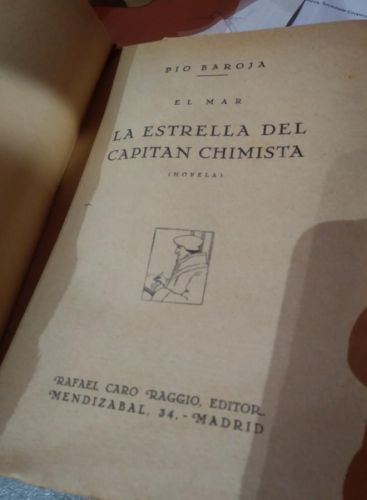 PIO BAROJA
EL MAR
LA ESTRELLA DEL
CAPITAN CHIMISTA
(NOVELA)
RAFAEL CARO RAGGIO, EDITOR
MENDIZABAL, 34.-MADRID